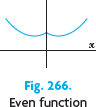 x
Fig. 266.
Even function